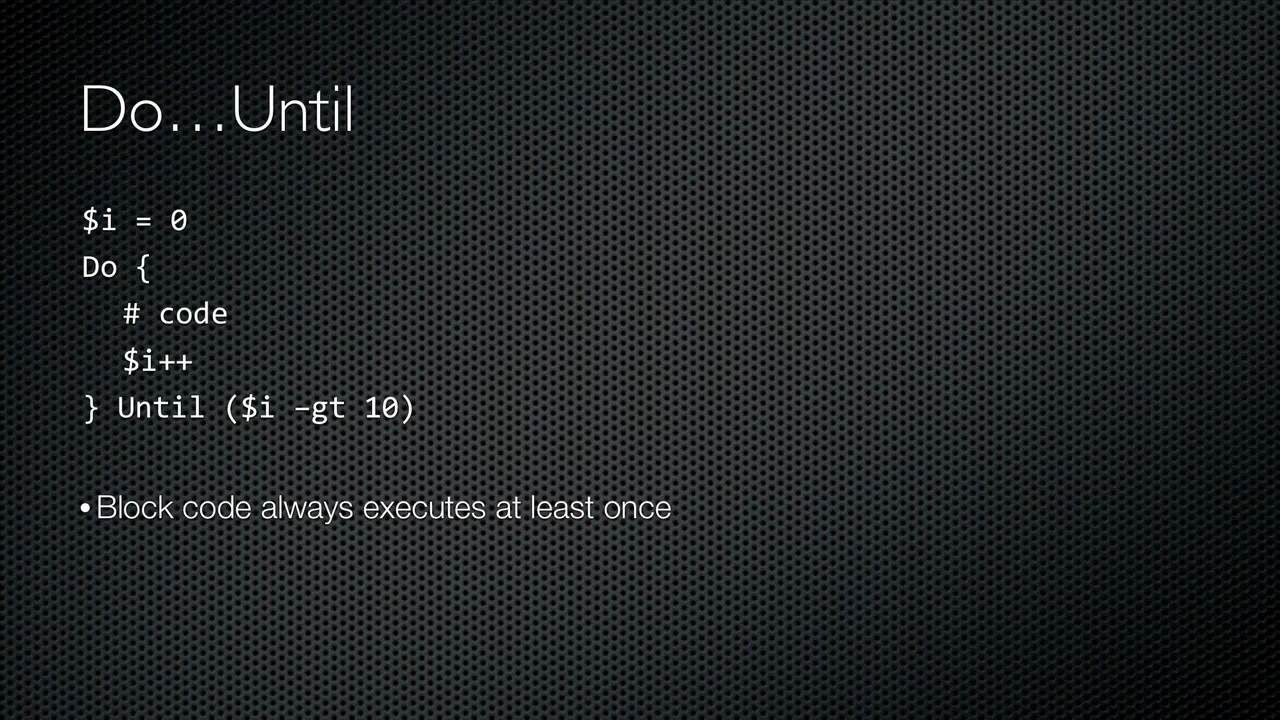 Do…Until
$i = 0
Do {
# code
$i++
} Until ($i –gt 10)
• Block code always executes at least once